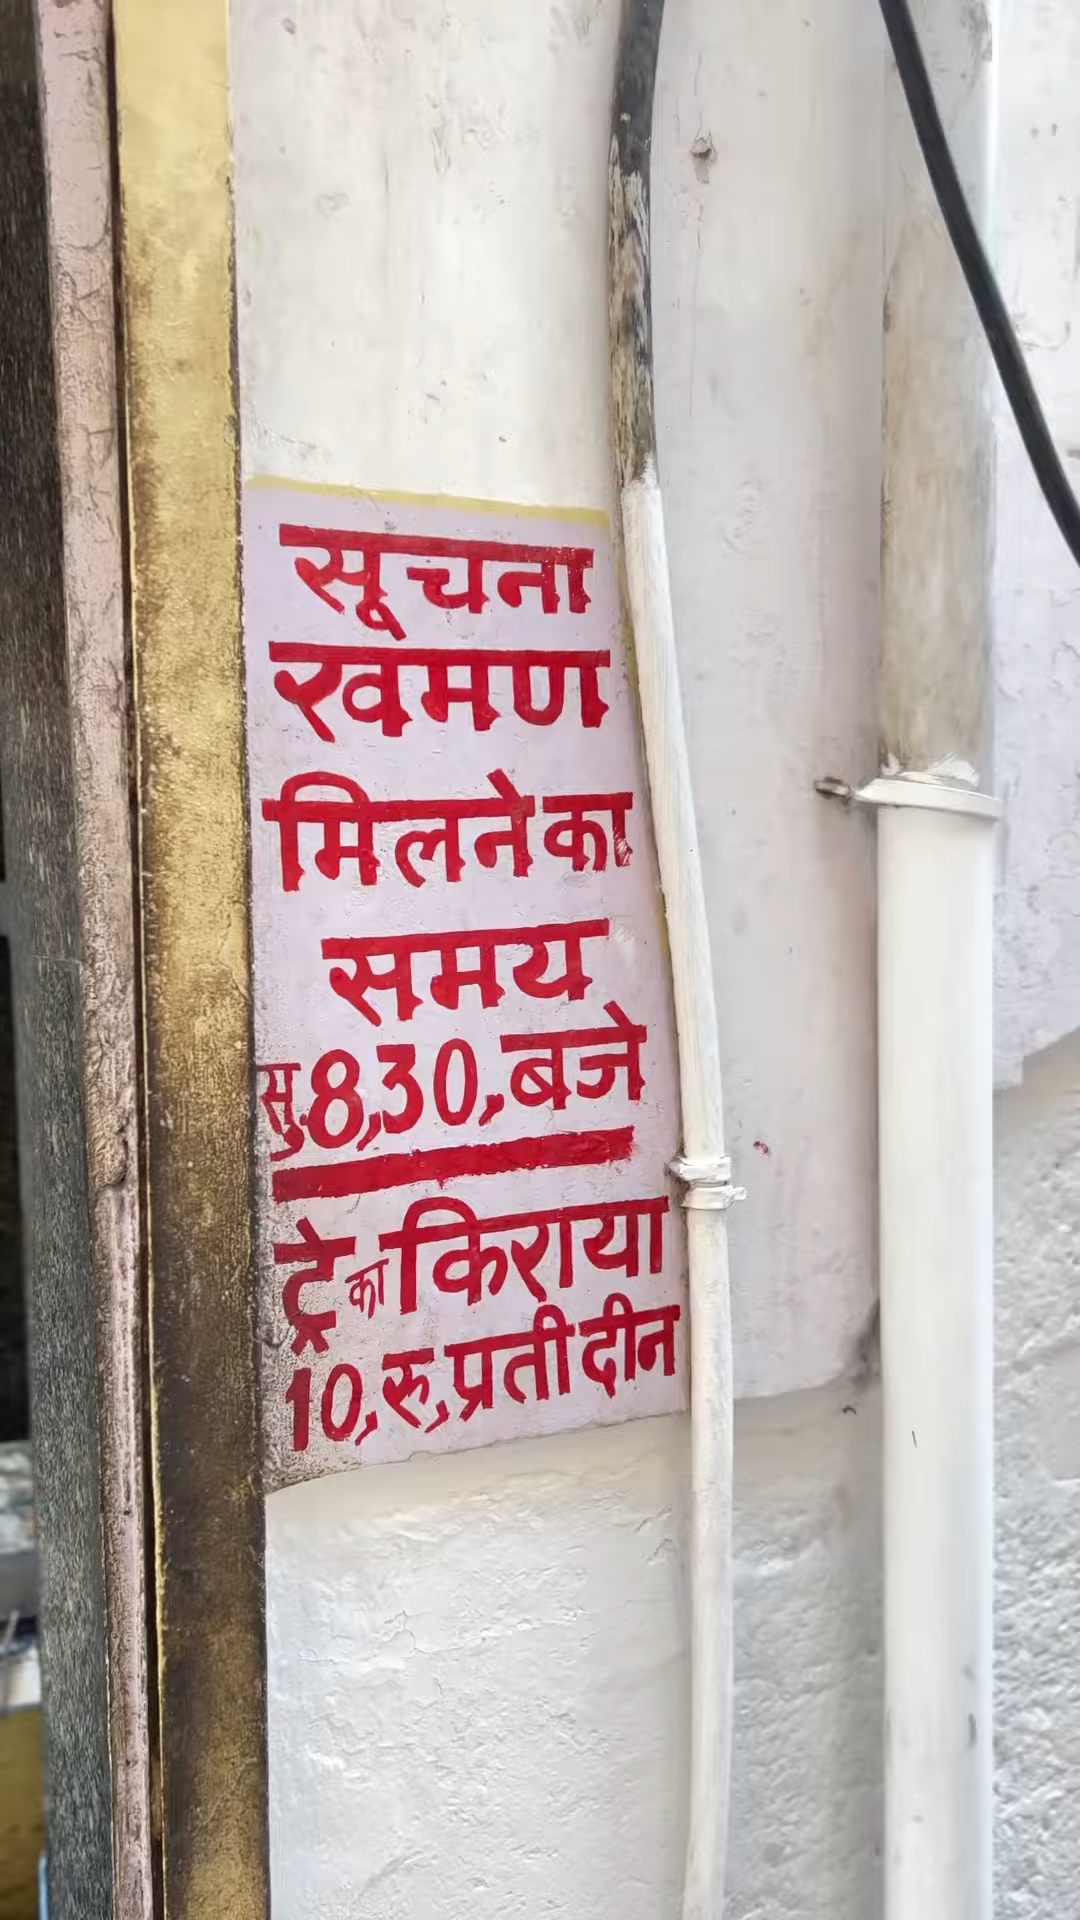 सूचना
खमण
मिलने का
समय
सु.8,30,बजे
ट्रे का किराया
10,रु,प्रती दीन